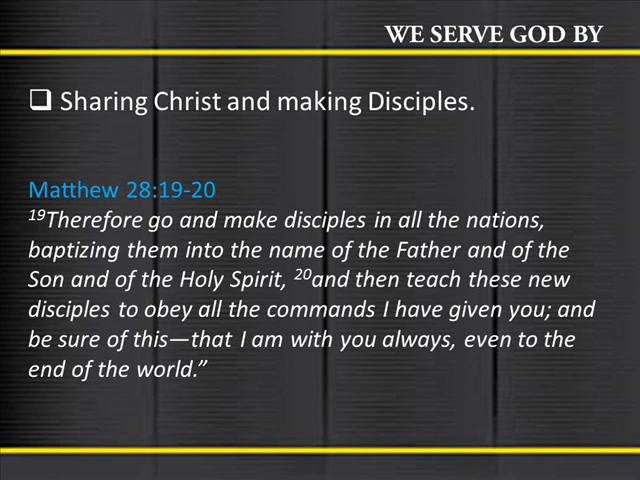 WE SERVE GOD BY
❑ Sharing Christ and making Disciples.
Matthew 28:19-20
19Therefore go and make disciples in all the nations,
baptizing them into the name of the Father and of the
Son and of the Holy Spirit, 20and then teach these new
disciples to obey all the commands I have given you; and
be sure of this—that I am with you always, even to the
end of the world.”